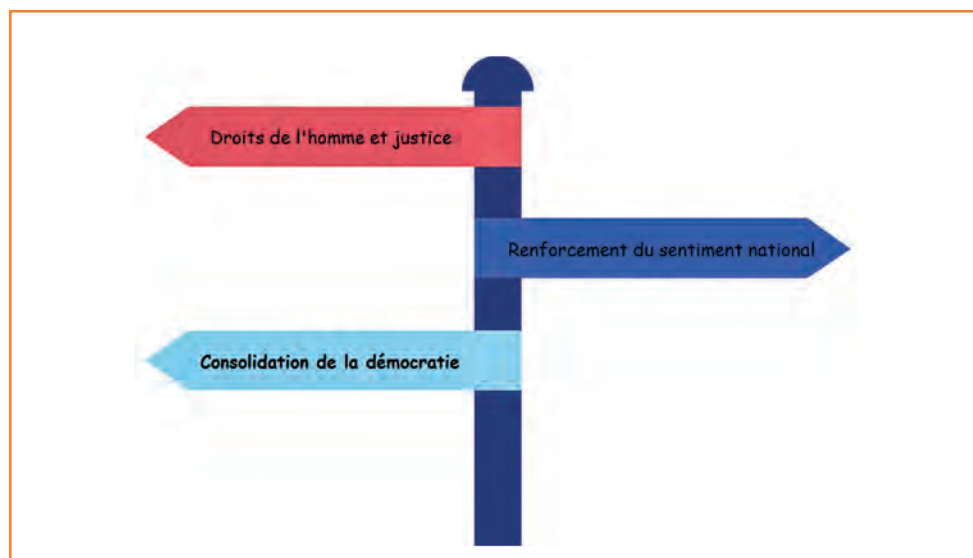 Droits de l'homme et justice
Renforcement du sentiment national
Consolidation de la démocratie